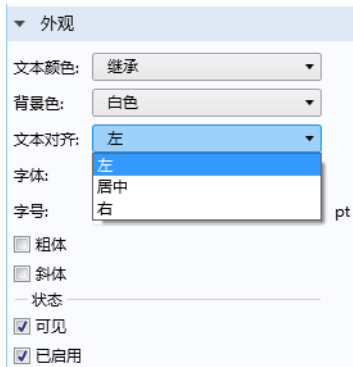 外观
文本颜色: 继承
背景色: 白色
文本对齐: 左
左
字体:
居中
字号:
右
pt
粗体
斜体
状态
可见
已启用